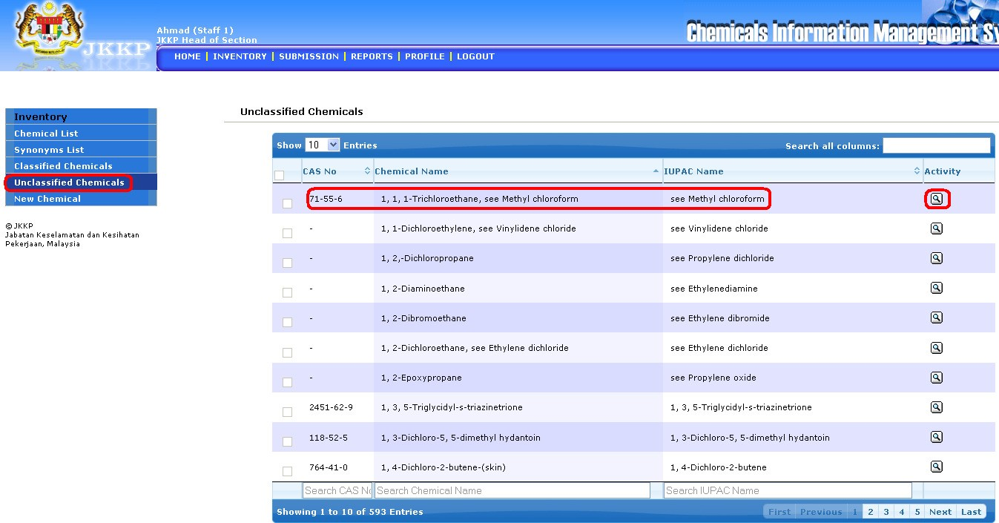 Ahmad (Staff 1)
JKKP Head of Section
JKKP
Chemicals Information Management Sy
HOME | INVENTORY | SUBMISSION | REPORTS | PROFILE | LOGOUT
Inventory
Chemical List
Synonyms List
Classified Chemicals
Unclassified Chemicals
New Chemical
© JKKP
Jabatan Keselamatan dan Kesihatan
Pekerjaan, Malaysia
Unclassified Chemicals
Show 10 Entries Search all columns:
CAS No Chemical Name IUPAC Name Activity
71-55-6 1, 1, 1-Trichloroethane, see Methyl chloroform see Methyl chloroform
- 1, 1-Dichloroethylene, see Vinylidene chloride see Vinylidene chloride
- 1, 2,-Dichloropropane see Propylene dichloride
- 1, 2-Diaminoethane see Ethylenediamine
- 1, 2-Dibromoethane see Ethylene dibromide
- 1, 2-Dichloroethane, see Ethylene dichloride see Ethylene dichloride
- 1, 2-Epoxypropane see Propylene oxide
2451-62-9 1, 3, 5-Triglycidyl-s-triazinetrione 1, 3, 5-Triglycidyl-s-triazinetrione
118-52-5 1, 3-Dichloro-5, 5-dimethyl hydantoin 1, 3-Dichloro-5, 5-dimethyl hydantoin
764-41-0 1, 4-Dichloro-2-butene-(skin) 1, 4-Dichloro-2-butene
Search CAS No Search Chemical Name Search IUPAC Name
Showing 1 to 10 of 593 Entries First Previous 1 2 3 4 5 Next Last